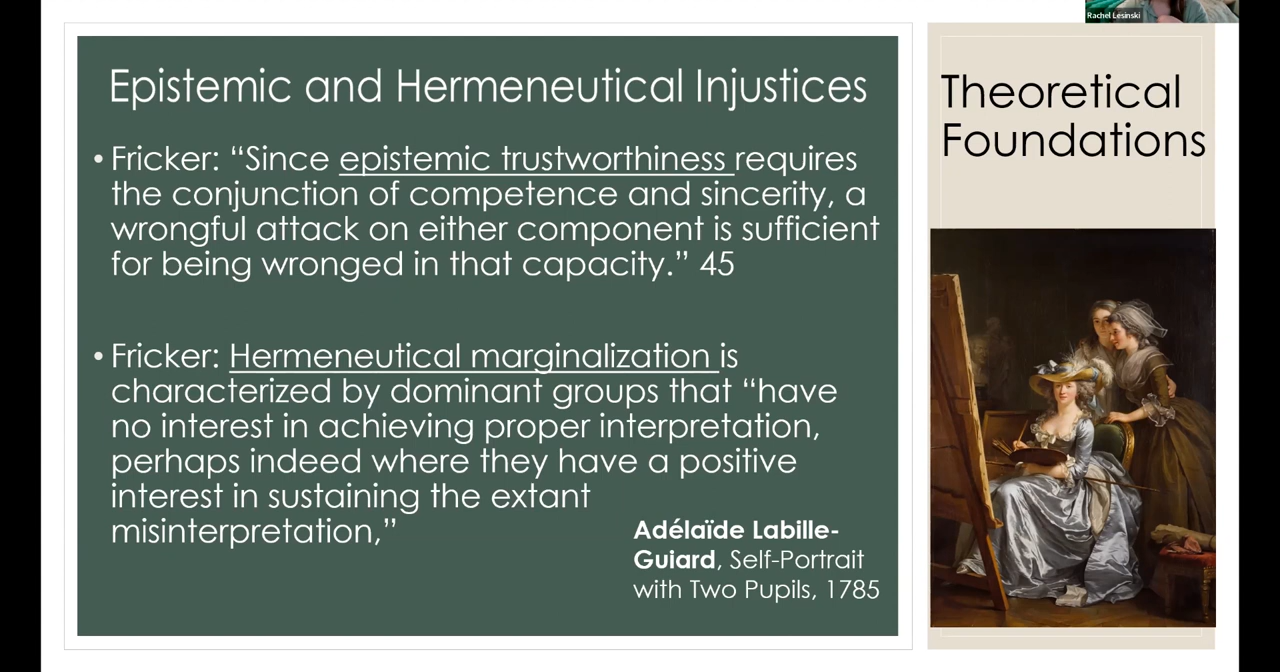 Rachel Lesinski
Epistemic and Hermeneutical Injustices
• Fricker: “Since epistemic trustworthiness requires
the conjunction of competence and sincerity, a
wrongful attack on either component is sufficient
for being wronged in that capacity.” 45
• Fricker: Hermeneutical marginalization is
characterized by dominant groups that “have
no interest in achieving proper interpretation,
perhaps indeed where they have a positive
interest in sustaining the extant
misinterpretation,”
Adélaïde Labille-
Guiard, Self-Portrait
with Two Pupils, 1785
Theoretical
Foundations